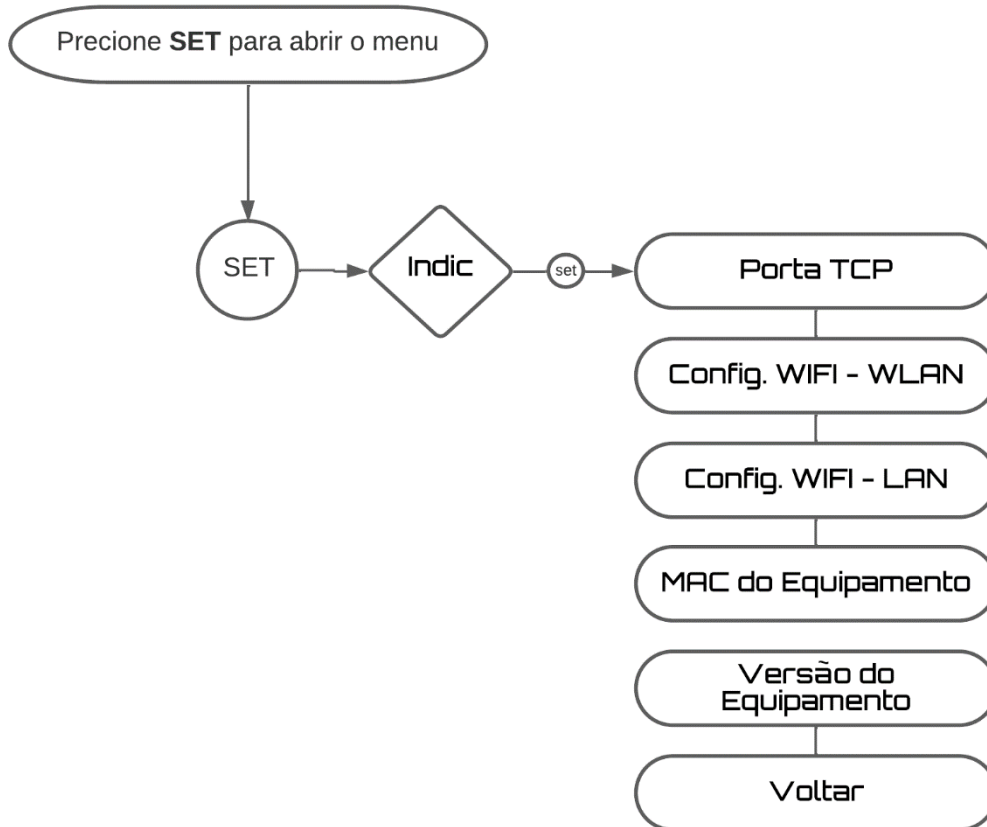 Precione SET para abrir o menu
SET
Indic
set
Porta TCP
Config. WIFI - WLAN
Config. WIFI - LAN
MAC do Equipamento
Versão do
Equipamento
Voltar